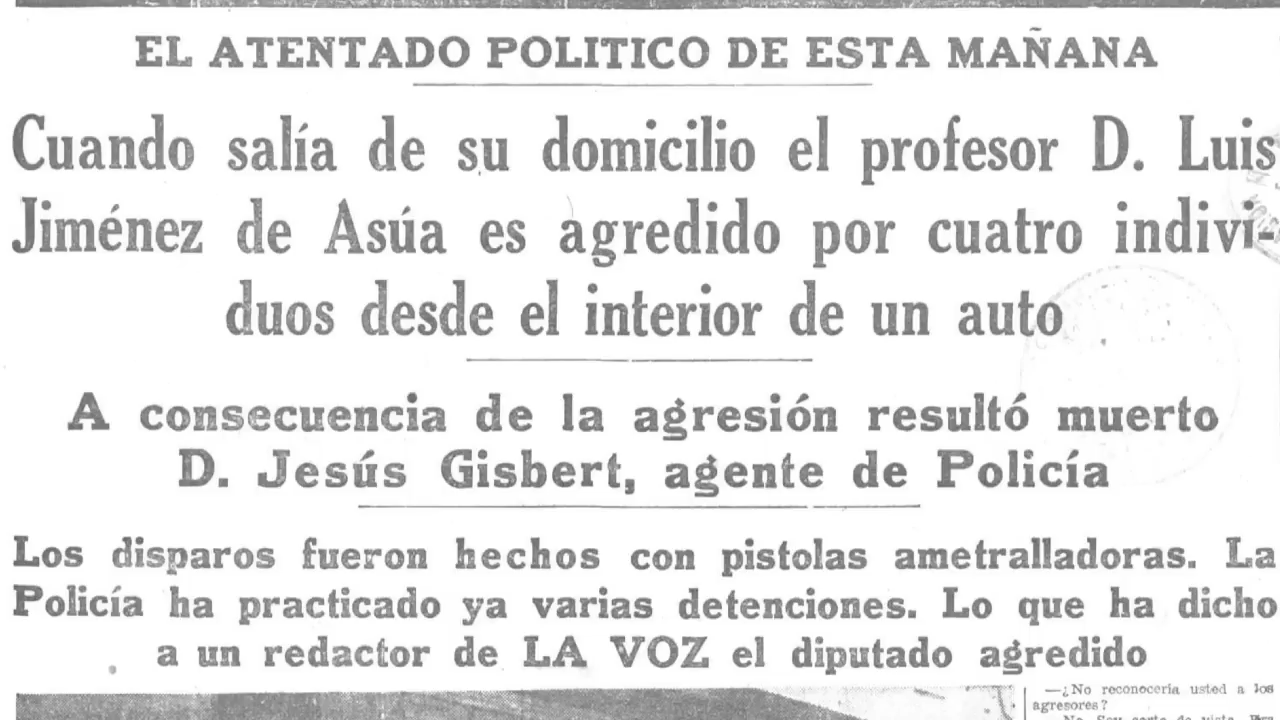 EL ATENTADO POLITICO DE ESTA MAÑANA
Cuando salía de su domicilio el profesor D. Luis
Jiménez de Asúa es agredido por cuatro indivi-
duos desde el interior de un auto
A consecuencia de la agresión resultó muerto
D. Jesús Gisbert, agente de Policía
Los disparos fueron hechos con pistolas ametralladoras. La
Policía ha practicado ya varias detenciones. Lo que ha dicho
a un redactor de LA VOZ el diputado agredido
—¿No reconocería usted a los
agresores?